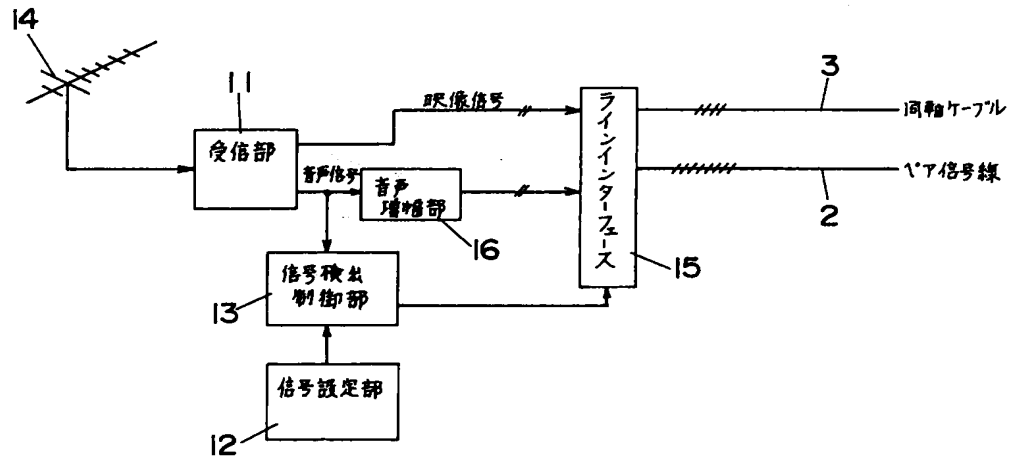 14
11
受信部
映像信号
音声信号
音声
増幅部
16
ラインインターフェース
15
3
同軸ケーブル
ペア信号線
2
信号検出
制御部
13
信号設定部
12